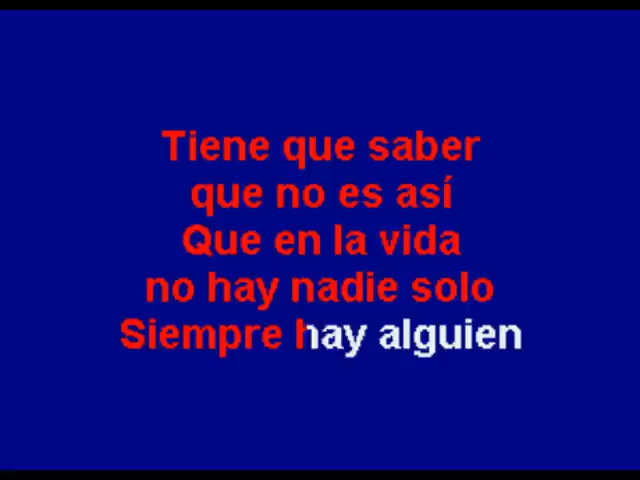 Tiene que saber
que no es así
Que en la vida
no hay nadie solo
Siempre hay alguien